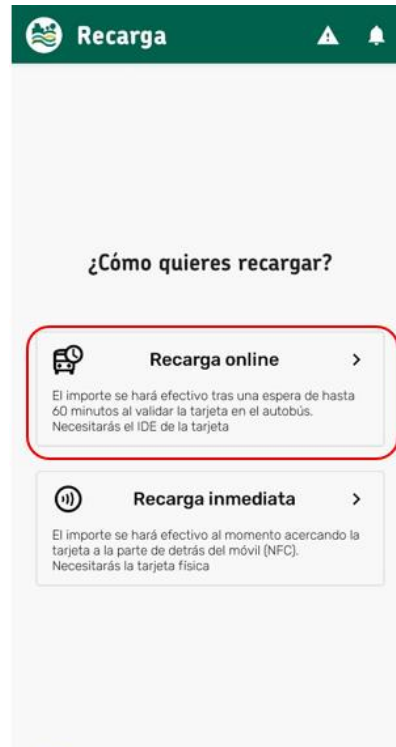 Recarga
¿Cómo quieres recargar?
Recarga online
El importe se hará efectivo tras una espera de hasta
60 minutos al validar la tarjeta en el autobús.
Necesitarás el IDE de la tarjeta
Recarga inmediata
El importe se hará efectivo al momento acercando la
tarjeta a la parte de detrás del móvil (NFC).
Necesitarás la tarjeta física